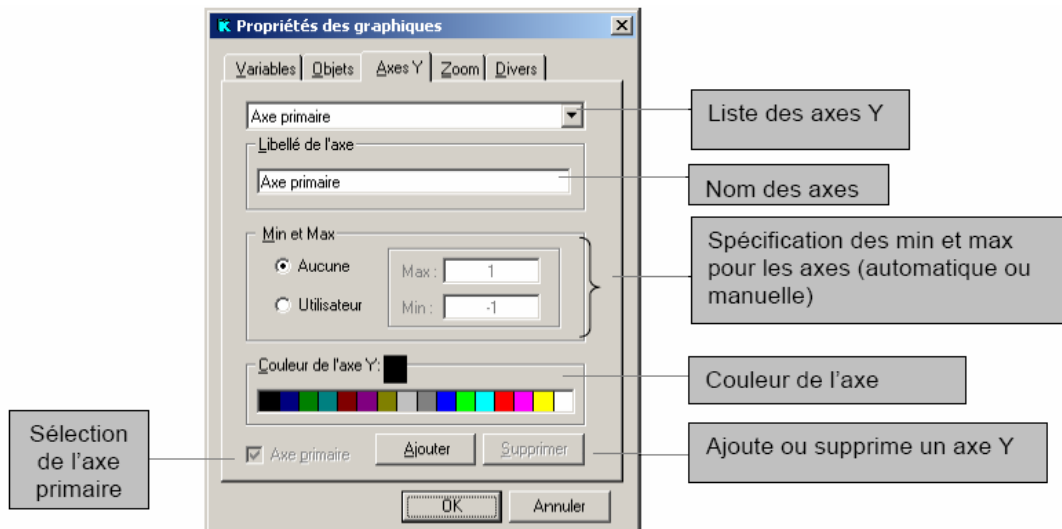 Propriétés des graphiques
Variables Objets Axes Y Zoom Divers
Axe primaire
Liste des axes Y
Libellé de l'axe
Axe primaire
Nom des axes
Min et Max
Aucune
Max : 1
Utilisateur
Min : -1
Spécification des min et max
pour les axes (automatique ou
manuelle)
Couleur de l'axe Y:
Couleur de l’axe
Sélection
de l’axe
primaire
Axe primaire
Ajouter
Supprimer
Ajoute ou supprime un axe Y
OK
Annuler